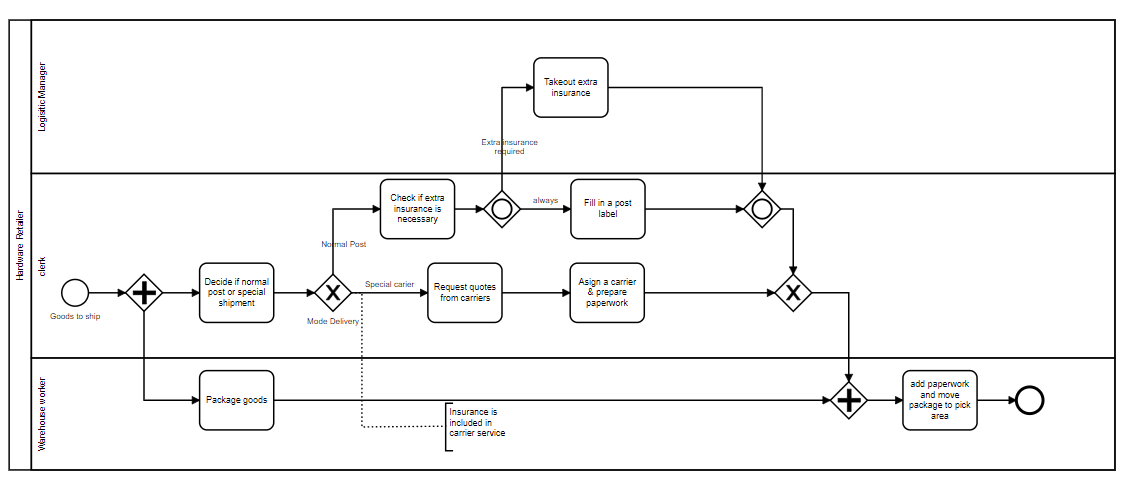 Hardware Retailer
Logisitic Manager
Takeout extra
insurance
Extra insurance
required
clerk
Check if extra
insurance is
necessary
always
Fill in a post
label
Normal Post
Goods to ship
Decide if normal
post or special
shipment
Mode Delivery
Special carier
Request quotes
from carriers
Asign a carrier
& prepare
paperwork
Warehouse worker
Package goods
Insurance is
included in
carrier service
add paperwork
and move
package to pick
area